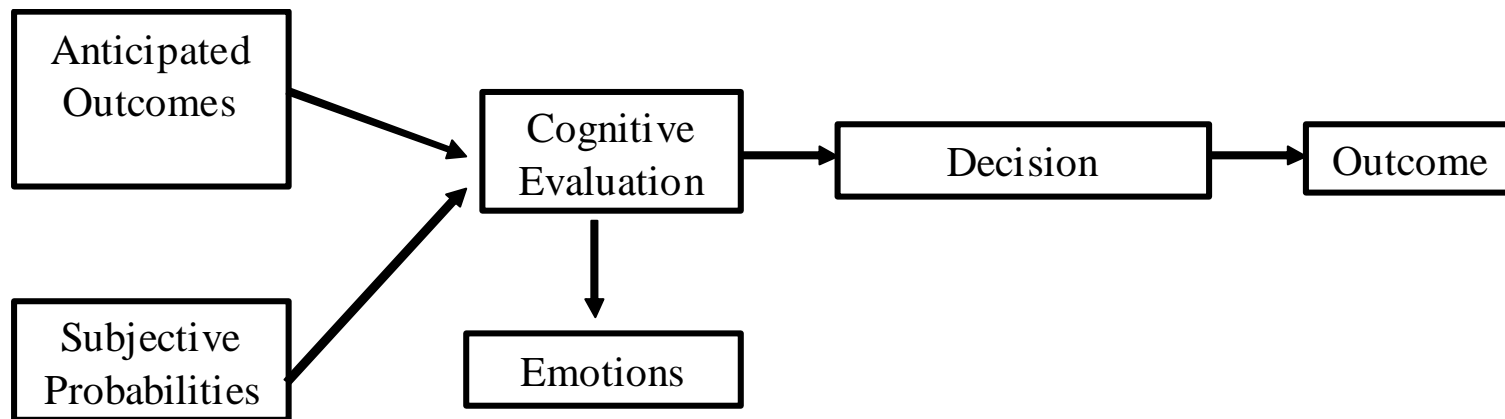 Anticipated
Outcomes
Cognitive
Evaluation
Decision
Outcome
Subjective
Probabilities
Emotions